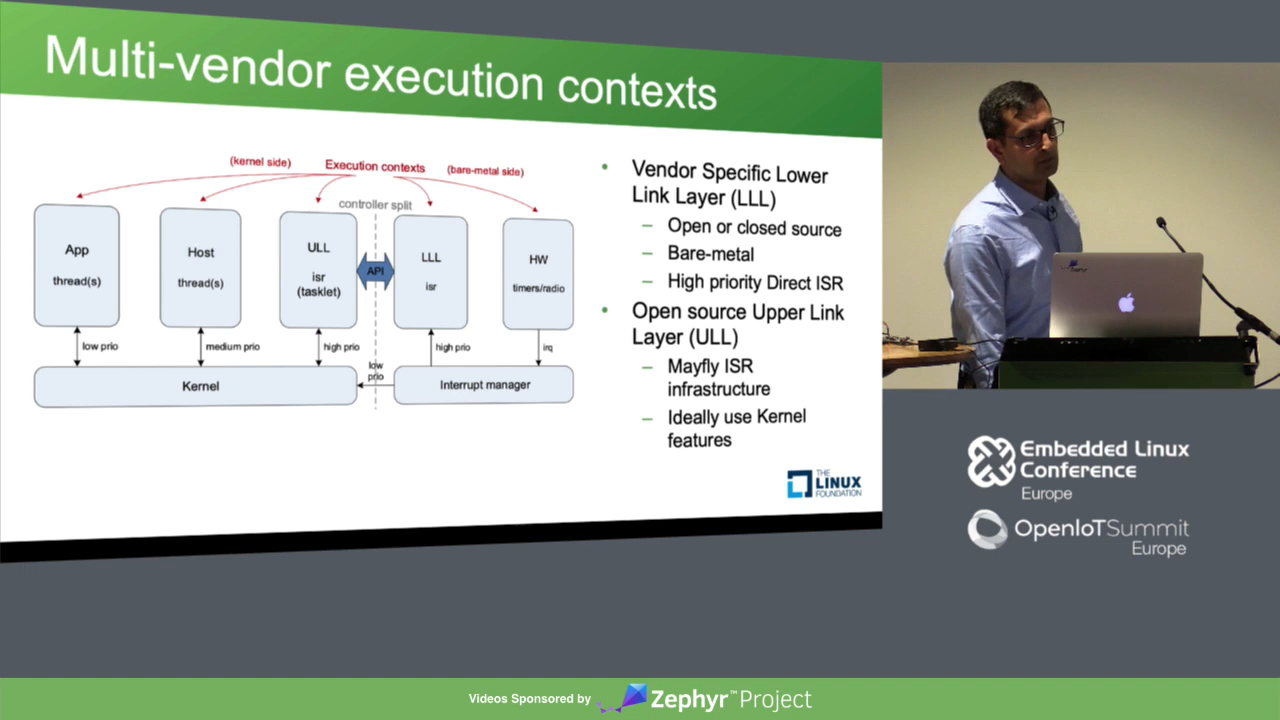 Multi-vendor execution contexts
(kernel side)
Execution contexts
(bare-metal side)
controller split
App
thread(s)
Host
thread(s)
ULL
isr
(tasklet)
API
LLL
isr
HW
timers/radio
low prio
medium prio
high prio
low
prio
high prio
irq
Kernel
Interrupt manager
• Vendor Specific Lower
Link Layer (LLL)
– Open or closed source
– Bare-metal
– High priority Direct ISR
• Open source Upper Link
Layer (ULL)
– Mayfly ISR
infrastructure
– Ideally use Kernel
features
THE
LINUX
FOUNDATION
Zephyr
Embedded Linux
Conference
Europe
OpenIoTSummit
Europe
Videos Sponsored by
Zephyr™Project